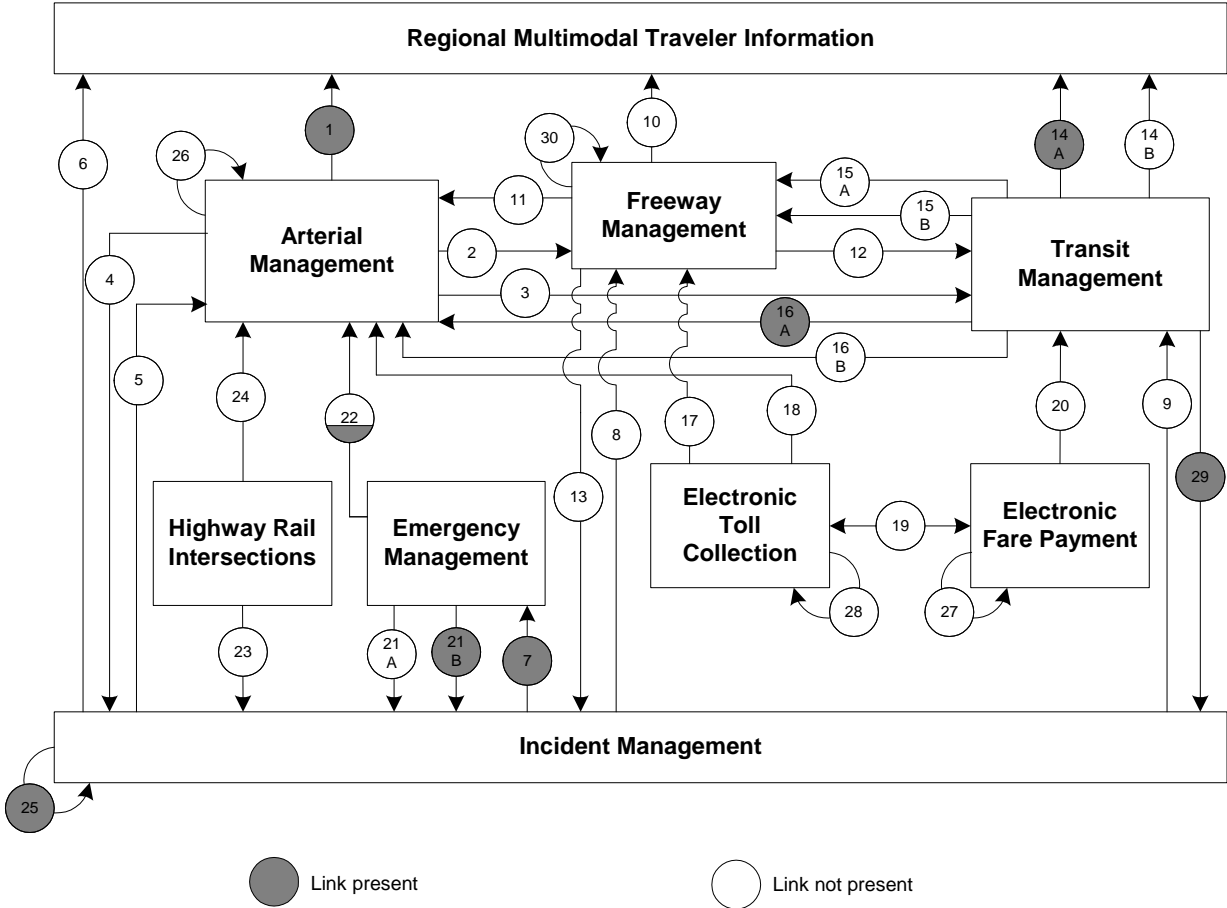 Regional Multimodal Traveler Information
6
26
1
30
10
14
A
14
B
11
15
A
15
B
Arterial
Management
Freeway
Management
Transit
Management
4
2
12
3
16
A
16
B
5
24
22
8
17
18
20
9
13
29
Highway Rail
Intersections
Emergency
Management
Electronic
Toll
Collection
19
Electronic
Fare Payment
28
27
23
21
A
21
B
7
Incident Management
25
Link present
Link not present